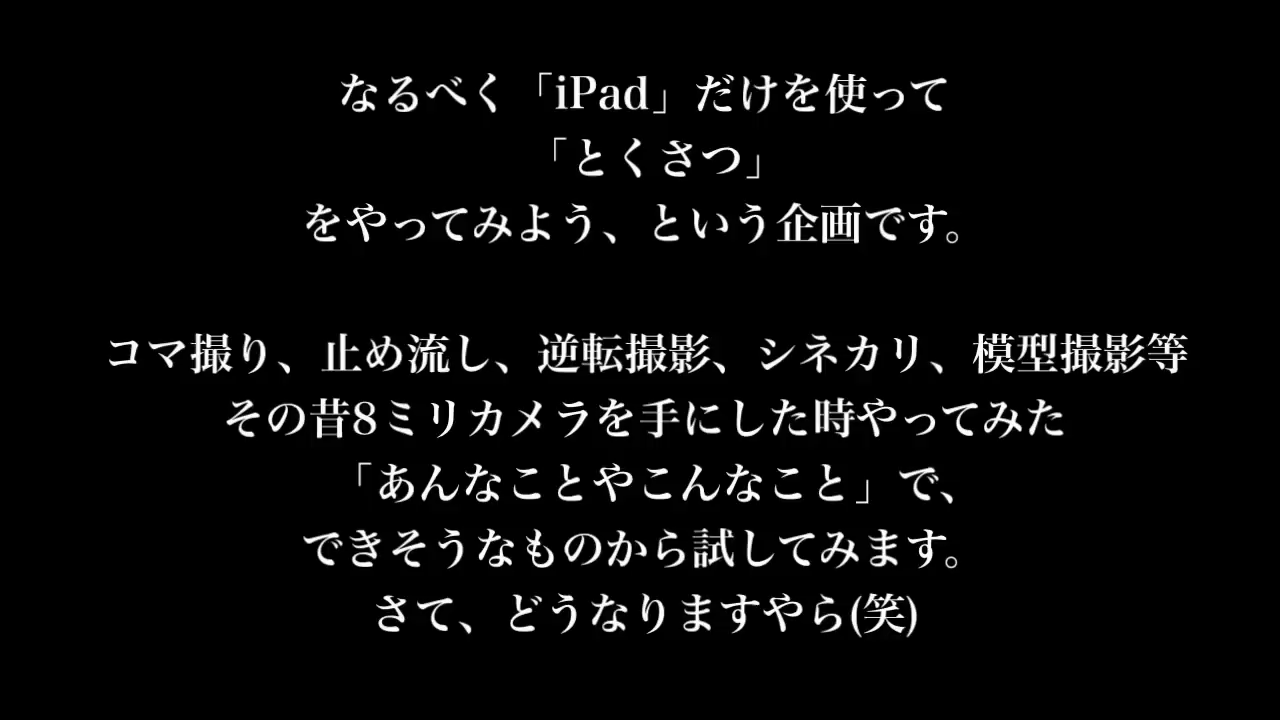 なるべく「iPad」だけを使って
「とくさつ」
をやってみよう、という企画です。
コマ撮り、止め流し、逆転撮影、シネカリ、模型撮影等
その昔8ミリカメラを手にした時やってみた
「あんなことやこんなこと」で、
できそうなものから試してみます。
さて、どうなりますやら(笑)